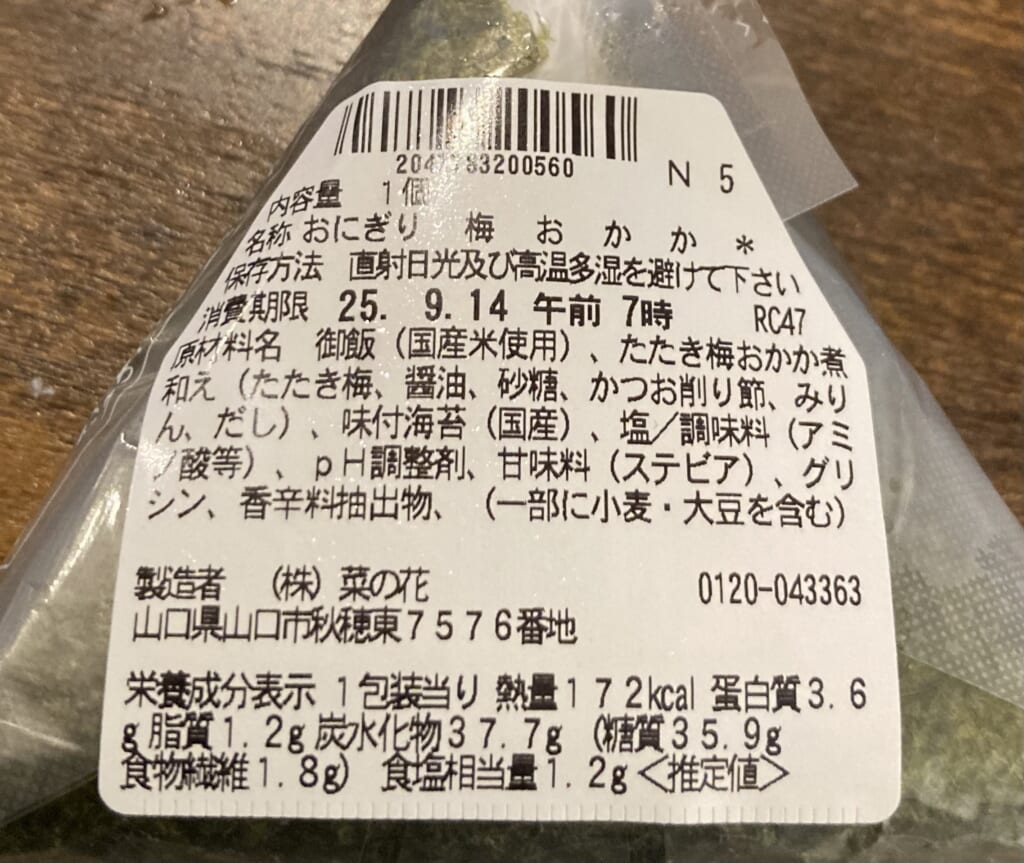 N 5
内容量 1個
名称 おにぎり 梅 お か か *
保存方法 直射日光及び高温多湿を避けて下さい
消費期限 25. 9.14 午前 7時 RC47
原材料名 御飯(国産米使用)、たたき梅おかか煮
和え(たたき梅、醤油、砂糖、かつお削り節、みり
ん、だし)、味付海苔(国産)、塩/調味料(アミ
ノ酸等)、pH調整剤、甘味料(ステビア)、グリ
シン、香辛料抽出物、(一部に小麦・大豆を含む)
製造者 (株)菜の花 0120-043363
山口県山口市秋穂東7576番地
栄養成分表示 1包装当り 熱量172kcal 蛋白質3.6
g 脂質1.2g 炭水化物37.7g (糖質35.9g
食物繊維1.8g) 食塩相当量1.2g <推定値>